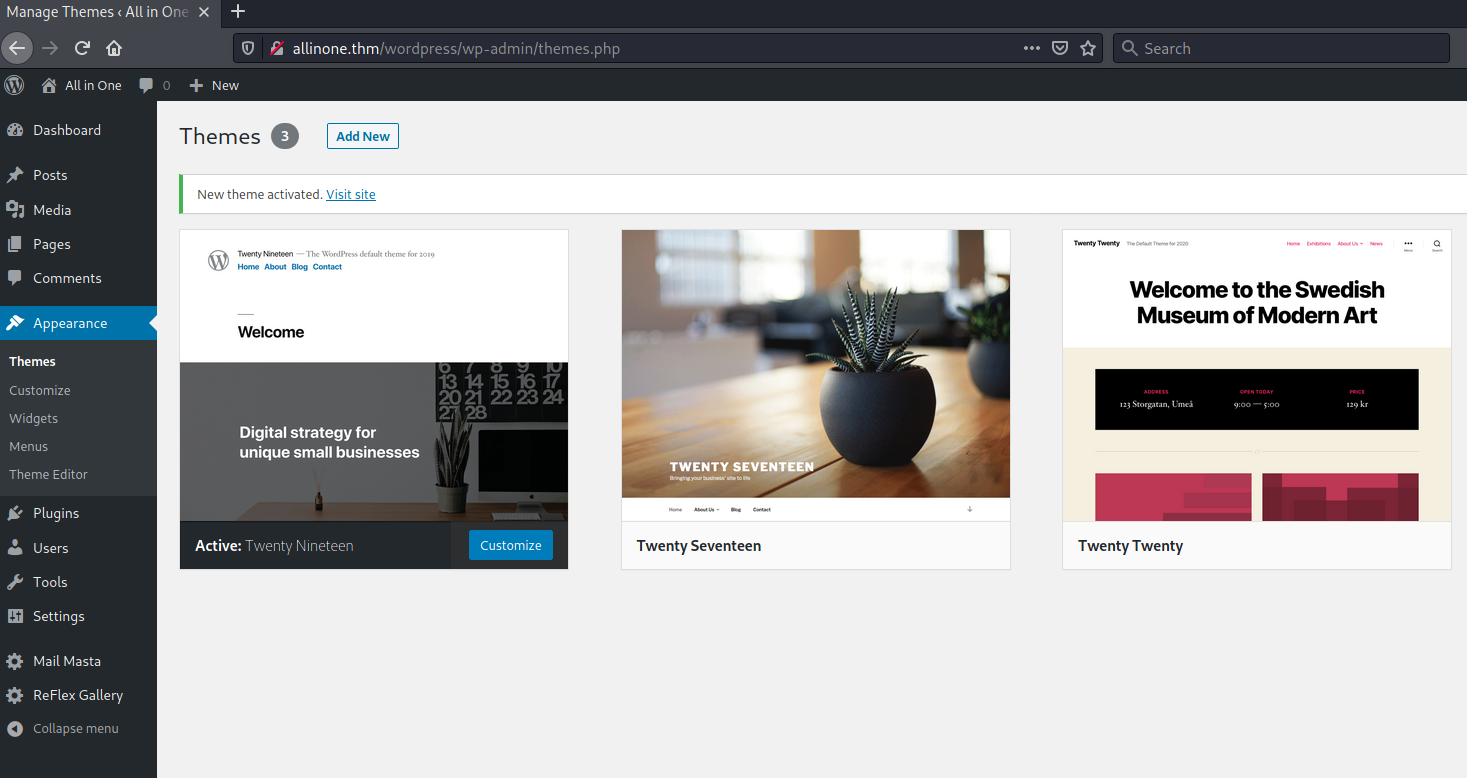 Manage Themes ‹ All in One
allinone.thm/wordpress/wp-admin/themes.php
Search
All in One 0 New
Dashboard
Posts
Media
Pages
Comments
Appearance
Themes
Customize
Widgets
Menus
Theme Editor
Plugins
Users
Tools
Settings
Mail Masta
ReFlex Gallery
Collapse menu
Themes 3 Add New
New theme activated. Visit site
Twenty Nineteen — The WordPress default theme for 2019
Home About Blog Contact
Welcome
6 7 8 9 10
13 14 15 16 17
20 21 22 23 24
27 28
Digital strategy for
unique small businesses
Active: Twenty Nineteen Customize
TWENTY SEVENTEEN
Bringing your business' site to life
Home About Us Blog Contact
Twenty Seventeen
Twenty Twenty The Default Theme for 2020 Home Exhibitions About Us News
Menu Search
Welcome to the Swedish
Museum of Modern Art
ADDRESS OPEN TODAY PRICE
123 Storgatan, Umeå 9:00 — 5:00 129 kr
Twenty Twenty